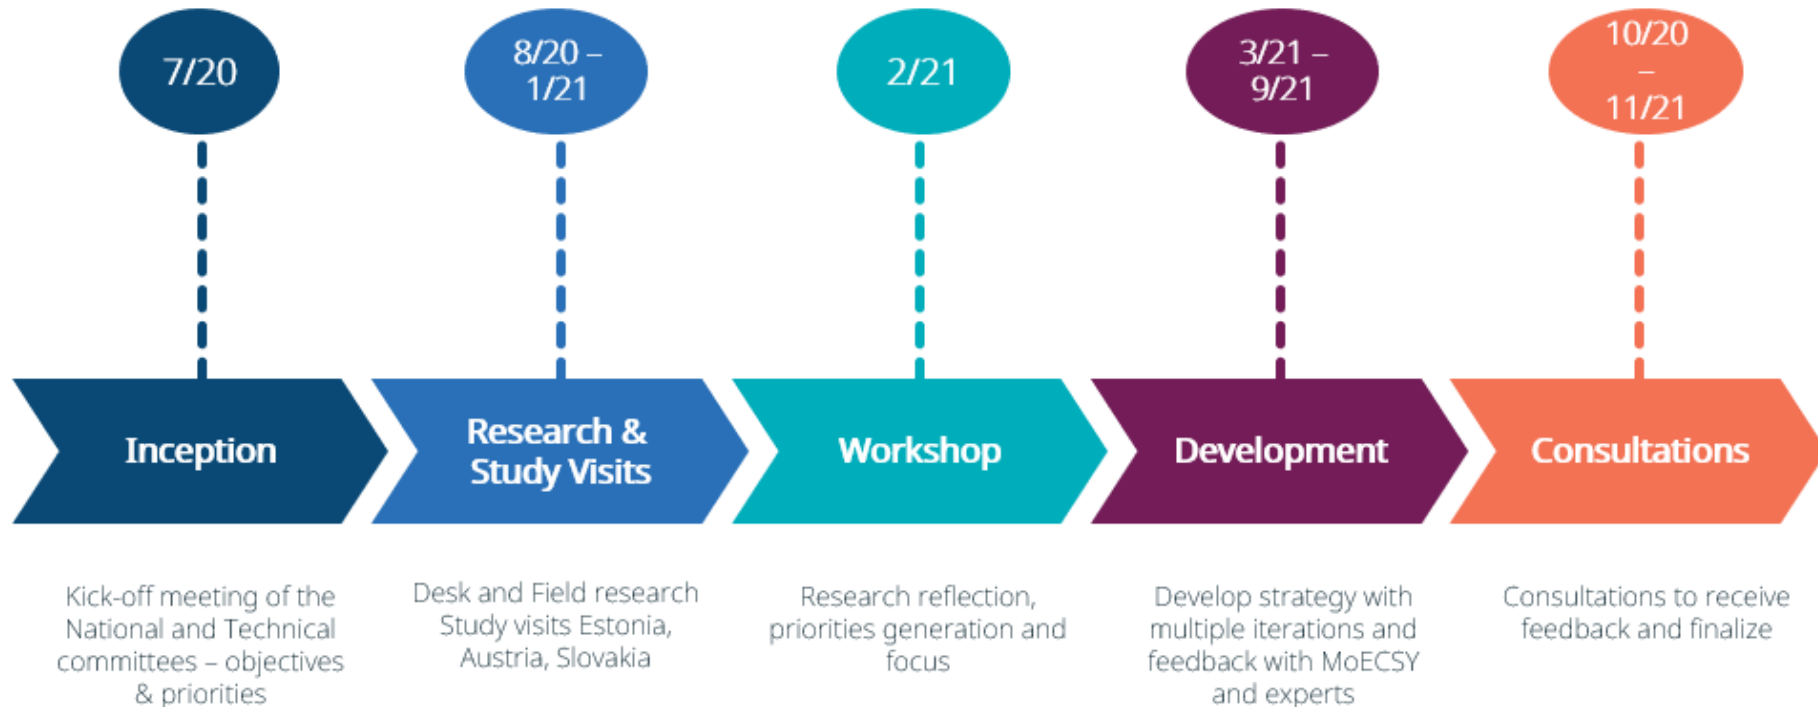 7/20
8/20 –
1/21
2/21
3/21 –
9/21
10/20
–
11/21
Inception
Research &
Study Visits
Workshop
Development
Consultations
Kick-off meeting of the
National and Technical
committees – objectives
& priorities
Desk and Field research
Study visits Estonia,
Austria, Slovakia
Research reflection,
priorities generation and
focus
Develop strategy with
multiple iterations and
feedback with MoECSY
and experts
Consultations to receive
feedback and finalize